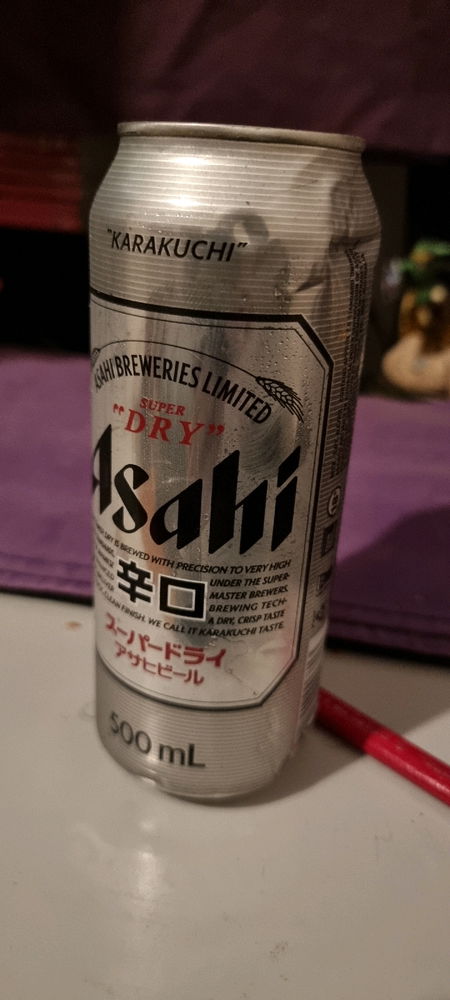 "KARAKUCHI"
ASAHI BREWERIES LIMITED
SUPER
"DRY"
Asahi
DRY IS BREWED WITH PRECISION TO VERY HIGH
UNDER THE SUPER-
MASTER BREWERS.
BREWING TECH-
A DRY, CRISP TASTE
CLEAN FINISH. WE CALL IT KARAKUCHI TASTE.
辛口
スーパードライ
アサヒビール
500 mL